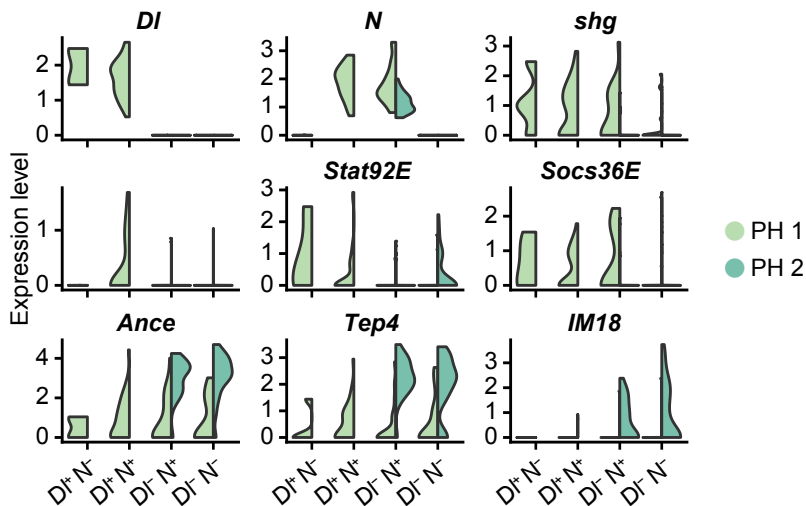 Dl N shg
2 3 3
1 2 2
0 1 1
0 0
Expression level
Stat92E Socs36E
1 3 2
0 2 1
1 0
0
PH 1
PH 2
Ance Tep4 IM18
4 3 3
2 2 2
0 1 1
0 0
Dl⁺ N⁻ Dl⁺ N⁺ Dl⁻ N⁺ Dl⁻ N⁻
Dl⁺ N⁻ Dl⁺ N⁺ Dl⁻ N⁺ Dl⁻ N⁻
Dl⁺ N⁻ Dl⁺ N⁺ Dl⁻ N⁺ Dl⁻ N⁻